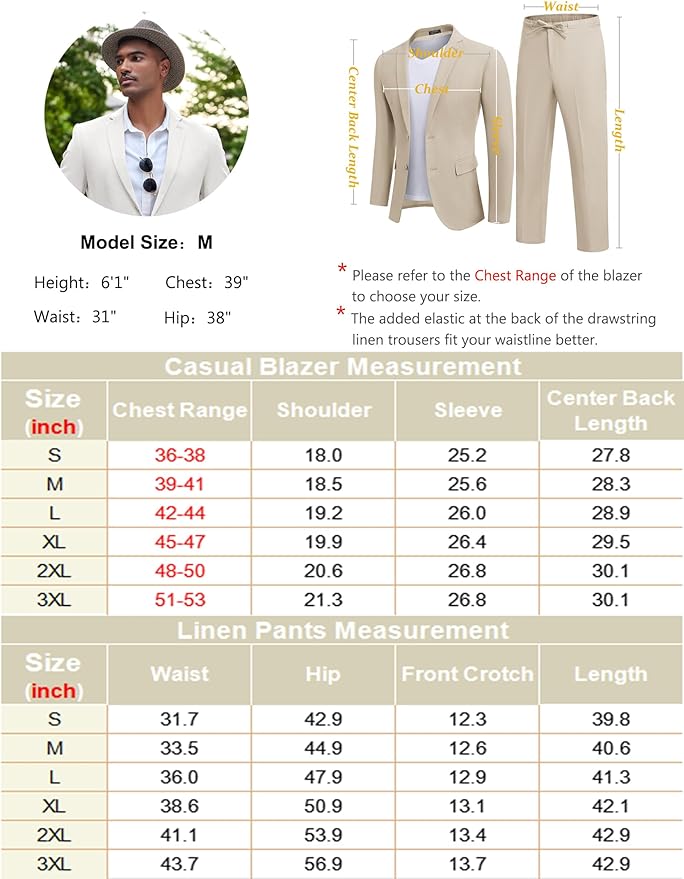 Model Size: M
Height: 6'1" Chest: 39"
Waist: 31" Hip: 38"
Waist
Shoulder
Chest
Center Back Length
Sleeve
Length
* Please refer to the Chest Range of the blazer
to choose your size.
* The added elastic at the back of the drawstring
linen trousers fit your waistline better.
Casual Blazer Measurement
Size (inch) Chest Range Shoulder Sleeve Center Back Length
S 36-38 18.0 25.2 27.8
M 39-41 18.5 25.6 28.3
L 42-44 19.2 26.0 28.9
XL 45-47 19.9 26.4 29.5
2XL 48-50 20.6 26.8 30.1
3XL 51-53 21.3 26.8 30.1
Linen Pants Measurement
Size (inch) Waist Hip Front Crotch Length
S 31.7 42.9 12.3 39.8
M 33.5 44.9 12.6 40.6
L 36.0 47.9 12.9 41.3
XL 38.6 50.9 13.1 42.1
2XL 41.1 53.9 13.4 42.9
3XL 43.7 56.9 13.7 42.9